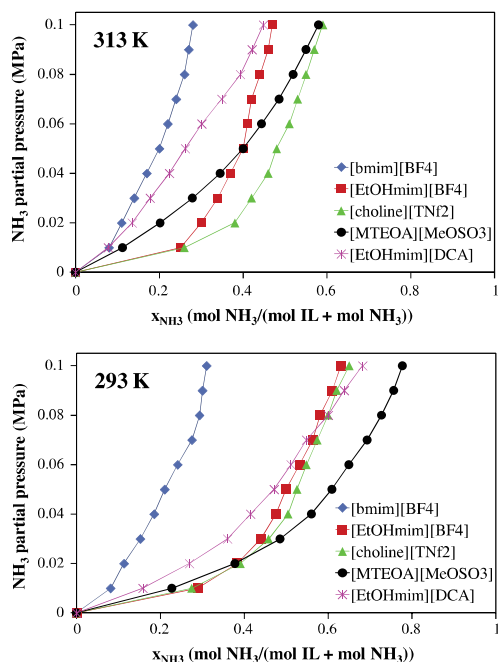 313 K
NH₃ partial pressure (MPa)
0.1
0.08
0.06
0.04
0.02
0
[bmim][BF4]
[EtOHmim][BF4]
[choline][TNf2]
[MTEOA][MeOSO3]
[EtOHmim][DCA]
0 0.2 0.4 0.6 0.8 1
x_NH3 (mol NH₃/(mol IL + mol NH₃))
293 K
NH₃ partial pressure (MPa)
0.1
0.08
0.06
0.04
0.02
0
[bmim][BF4]
[EtOHmim][BF4]
[choline][TNf2]
[MTEOA][MeOSO3]
[EtOHmim][DCA]
0 0.2 0.4 0.6 0.8 1
x_NH3 (mol NH₃/(mol IL + mol NH₃))